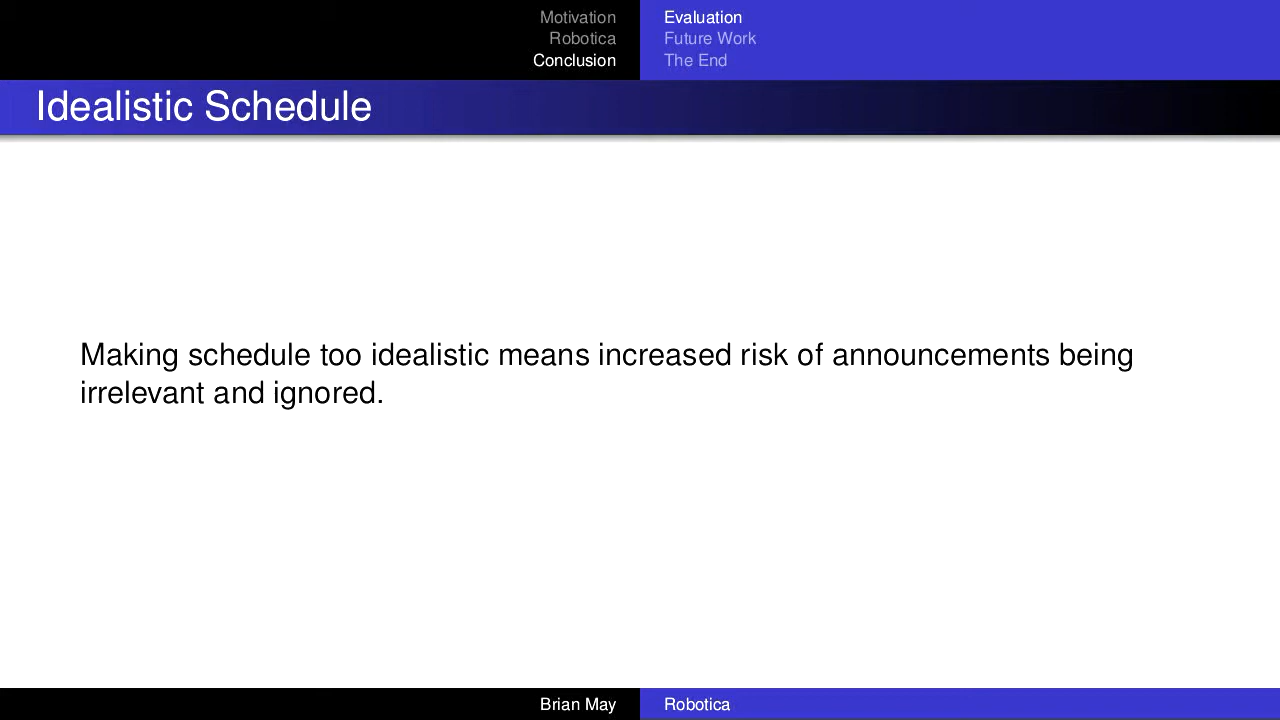 Motivation
Robotica
Conclusion
Evaluation
Future Work
The End
Idealistic Schedule
Making schedule too idealistic means increased risk of announcements being
irrelevant and ignored.
Brian May
Robotica